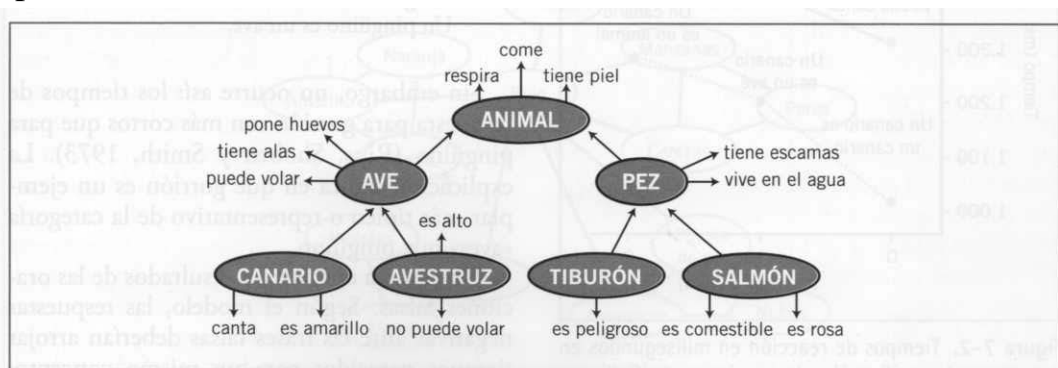 come
respira tiene piel
ANIMAL
pone huevos
tiene alas
puede volar
AVE
PEZ
tiene escamas
vive en el agua
es alto
CANARIO AVESTRUZ TIBURÓN SALMÓN
canta es amarillo no puede volar es peligroso es comestible es rosa